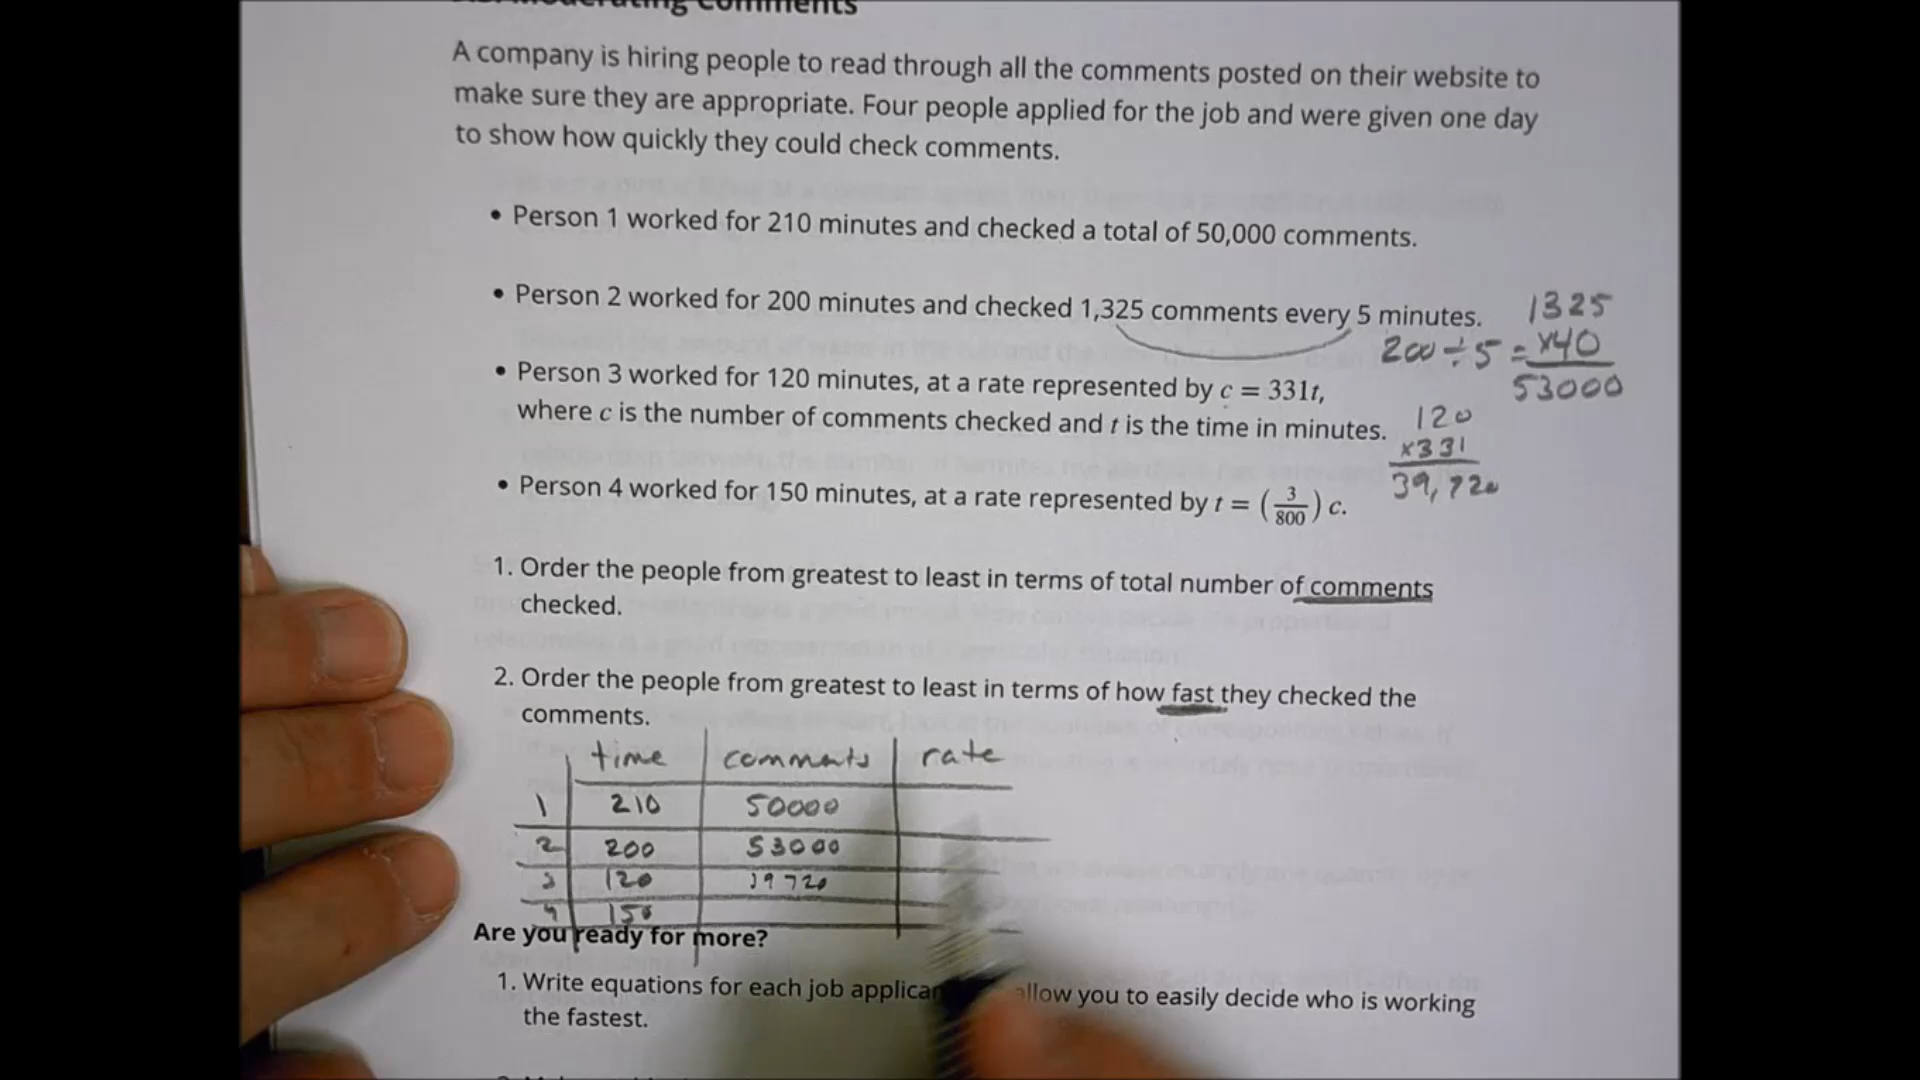 Moderating Comments
A company is hiring people to read through all the comments posted on their website to
make sure they are appropriate. Four people applied for the job and were given one day
to show how quickly they could check comments.
• Person 1 worked for 210 minutes and checked a total of 50,000 comments.
• Person 2 worked for 200 minutes and checked 1,325 comments every 5 minutes.
1325
200 ÷ 5 = x40
53000
• Person 3 worked for 120 minutes, at a rate represented by c = 331t,
where c is the number of comments checked and t is the time in minutes.
120
x331
39,720
• Person 4 worked for 150 minutes, at a rate represented by t = (3/800) c.
1. Order the people from greatest to least in terms of total number of comments
checked.
2. Order the people from greatest to least in terms of how fast they checked the
comments.
time comments rate
1 210 50000
2 200 53000
3 120 39720
4 150
Are you ready for more?
1. Write equations for each job allow you to easily decide who is working
the fastest.